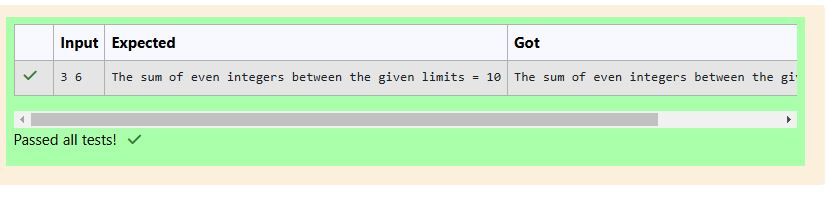 Input Expected Got
3 6 The sum of even integers between the given limits = 10 The sum of even integers between the
Passed all tests!